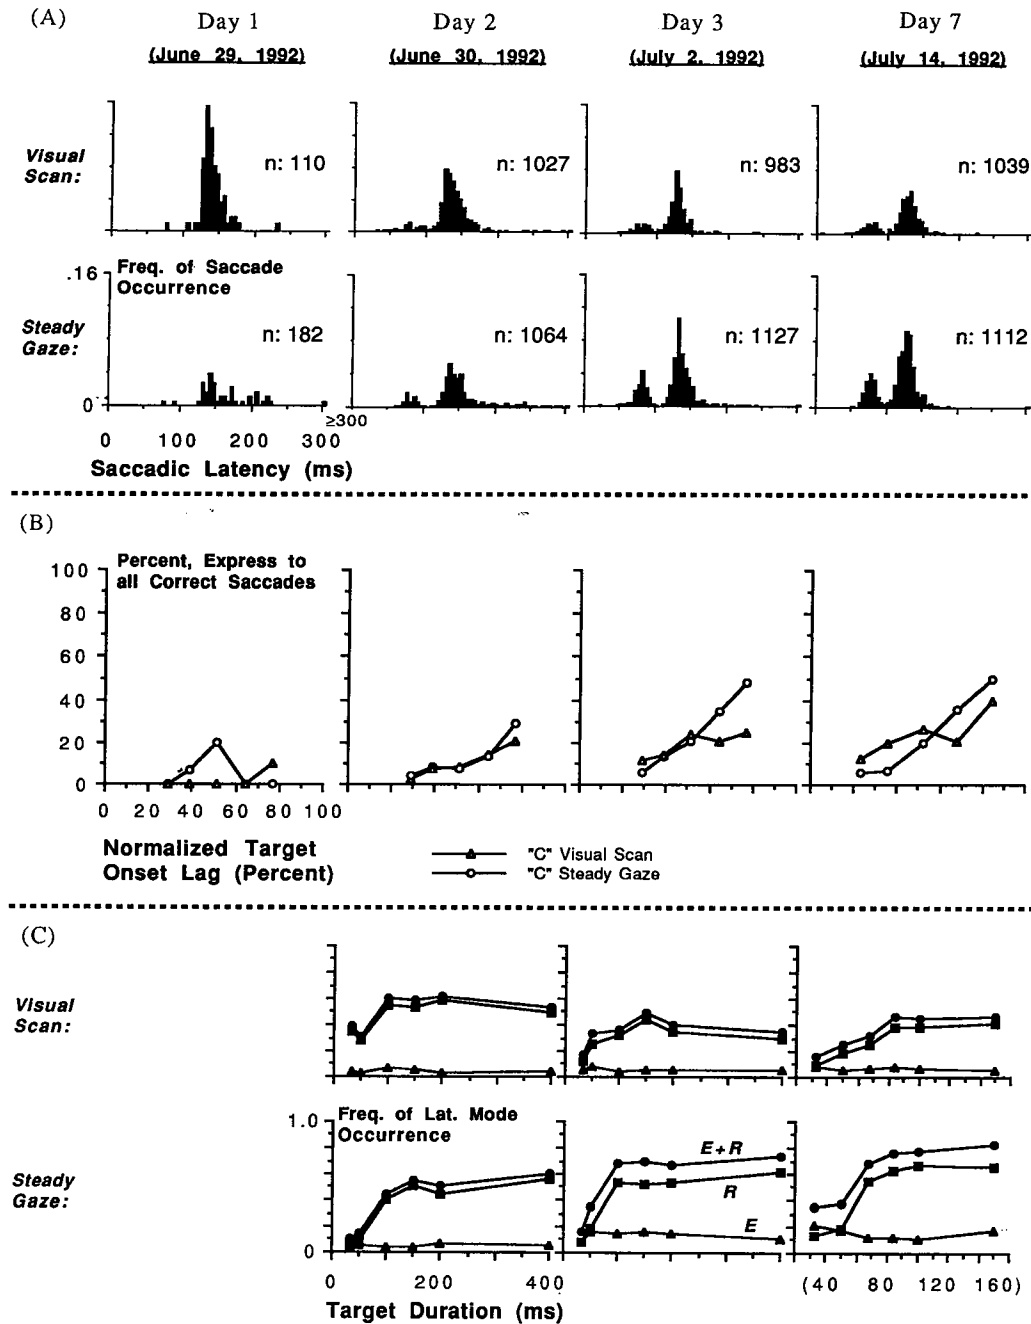 (A)
Day 1
Day 2
Day 3
Day 7
(June 29, 1992)
(June 30, 1992)
(July 2, 1992)
(July 14, 1992)
Visual
Scan:
n: 110
n: 1027
n: 983
n: 1039
.16
Freq. of Saccade
Occurrence
Steady
Gaze:
n: 182
n: 1064
n: 1127
n: 1112
0
≥300
0 100 200 300
Saccadic Latency (ms)
(B)
Percent, Express to
all Correct Saccades
100
80
60
40
20
0
0 20 40 60 80 100
Normalized Target
Onset Lag (Percent)
"C" Visual Scan
"C" Steady Gaze
(C)
Visual
Scan:
1.0
Freq. of Lat. Mode
Occurrence
Steady
Gaze:
E+R
R
E
0
0 200 400
(40 80 120 160)
Target Duration (ms)